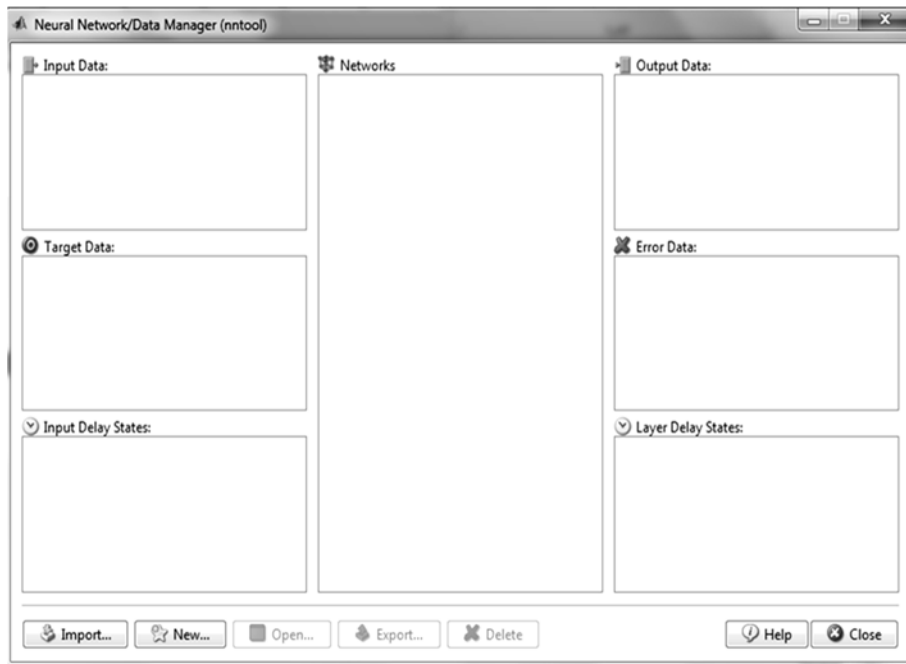 Neural Network/Data Manager (nntool)
Input Data:
Networks
Output Data:
Target Data:
Error Data:
Input Delay States:
Layer Delay States:
Import...
New...
Open...
Export...
Delete
Help
Close